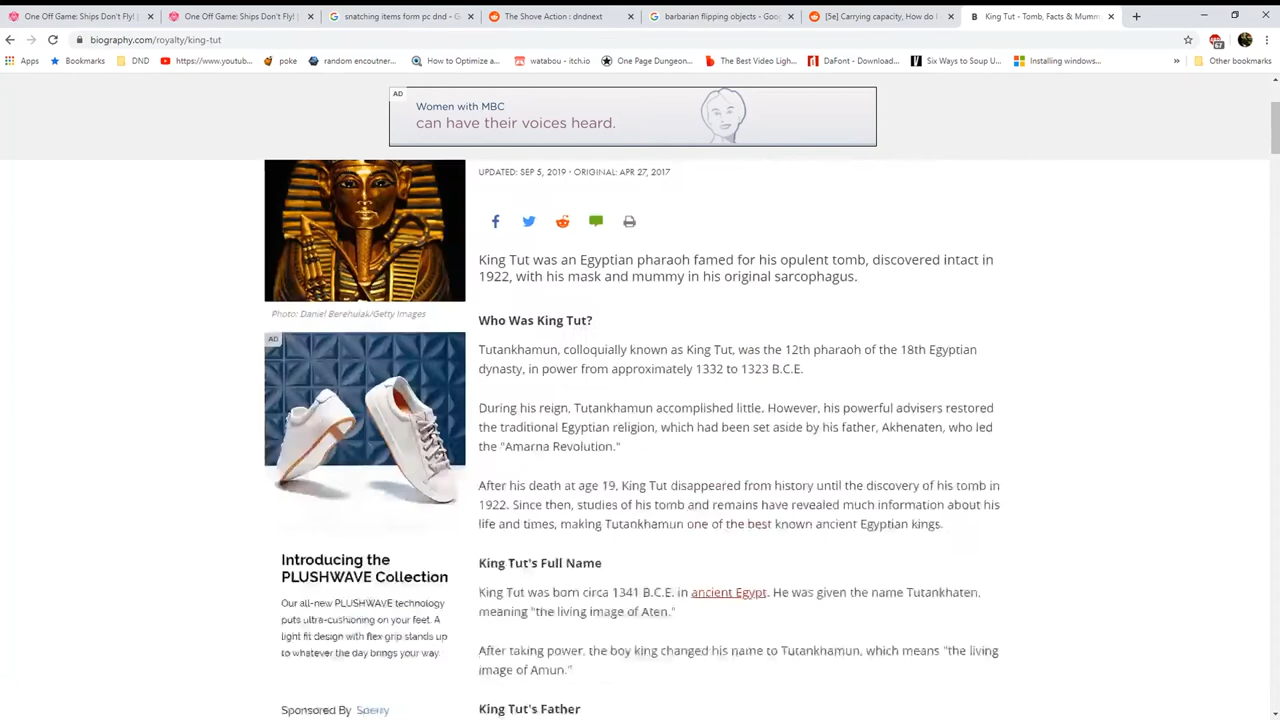 One Off Game: Ships Don't Fly! |
One Off Game: Ships Don't Fly! |
snatching items form pc dnd - G
The Shove Action : dndnext
barbarian flipping objects - Goo
[5e] Carrying capacity, How do I
King Tut - Tomb, Facts & Mumm
biography.com/royalty/king-tut
67
Apps
Bookmarks
DND
https://www.youtub...
poke
random encoutner...
How to Optimize a...
watabou - itch.io
One Page Dungeon...
The Best Video Ligh...
DaFont - Download...
Six Ways to Soup U...
Installing windows...
»
Other bookmarks
AD
Women with MBC
can have their voices heard.
UPDATED: SEP 5, 2019 · ORIGINAL: APR 27, 2017
King Tut was an Egyptian pharaoh famed for his opulent tomb, discovered intact in
1922, with his mask and mummy in his original sarcophagus.
Photo: Daniel Berehulak/Getty Images
Who Was King Tut?
AD
Tutankhamun, colloquially known as King Tut, was the 12th pharaoh of the 18th Egyptian
dynasty, in power from approximately 1332 to 1323 B.C.E.
During his reign, Tutankhamun accomplished little. However, his powerful advisers restored
the traditional Egyptian religion, which had been set aside by his father, Akhenaten, who led
the "Amarna Revolution."
After his death at age 19, King Tut disappeared from history until the discovery of his tomb in
1922. Since then, studies of his tomb and remains have revealed much information about his
life and times, making Tutankhamun one of the best known ancient Egyptian kings.
Introducing the
PLUSHWAVE Collection
Our all-new PLUSHWAVE technology
puts ultra-cushioning on your feet. A
light fit design with flex grip stands up
to whatever the day brings your way.
Sponsored By Sperry
King Tut's Full Name
King Tut was born circa 1341 B.C.E. in ancient Egypt. He was given the name Tutankhaten,
meaning "the living image of Aten."
After taking power, the boy king changed his name to Tutankhamun, which means "the living
image of Amun."
King Tut's Father